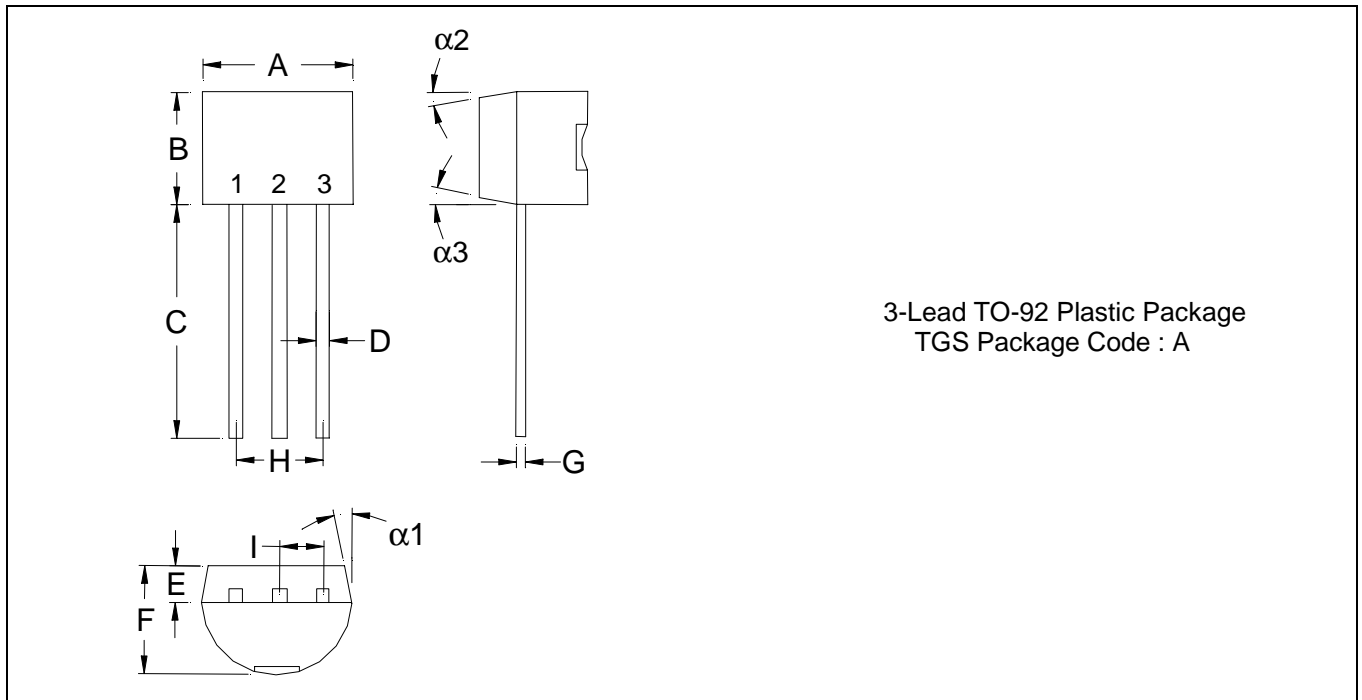 α2
A
B
1 2 3
α3
C
3-Lead TO-92 Plastic Package
TGS Package Code : A
D
H
G
α1
I
E
F